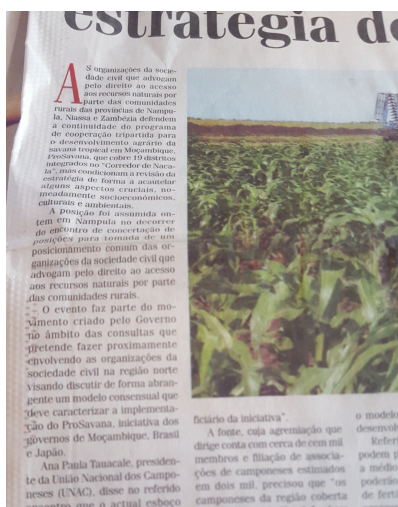 estratégia de
AS organizações da socie-
dade civil que advogam
pelo direito ao acesso
aos recursos naturais por
parte das comunidades
rurais das províncias de Nampu-
la, Niassa e Zambézia defendem
a continuidade do programa
de cooperação tripartida para
o desenvolvimento agrário da
savana tropical em Moçambique,
ProSavana, que cobre 19 distritos
integrados no "Corredor de Naca-
la", mas condicionam a revisão da
estratégia de forma a acautelar
alguns aspectos cruciais, no-
meadamente socioeconómicos,
culturais e ambientais.
A posição foi assumida on-
tem em Nampula no decorrer
do encontro de concertação de
posições para tomada de um
posicionamento comum das or-
ganizações da sociedade civil que
advogam pelo direito ao acesso
aos recursos naturais por parte
das comunidades rurais.
O evento faz parte do mo-
vimento criado pelo Governo
no âmbito das consultas que
pretende fazer proximamente
envolvendo as organizações da
sociedade civil na região norte
visando discutir de forma abran-
gente um modelo consensual que
deve caracterizar a implementa-
ção do ProSavana, iniciativa dos
governos de Moçambique, Brasil
e Japão.
Ana Paula Tauacale, presiden-
te da União Nacional dos Campo-
neses (UNAC), disse no referido
encontro que o actual esboço
ficiário da iniciativa".
A fonte, cuja agremiação que
dirige conta com cerca de cem mil
membros e filiação de associa-
ções de camponeses estimados
em dois mil, precisou que "os
camponeses da região coberta
o modelo
desenvol
Refer
podem p
a médio
poderão
de ferti